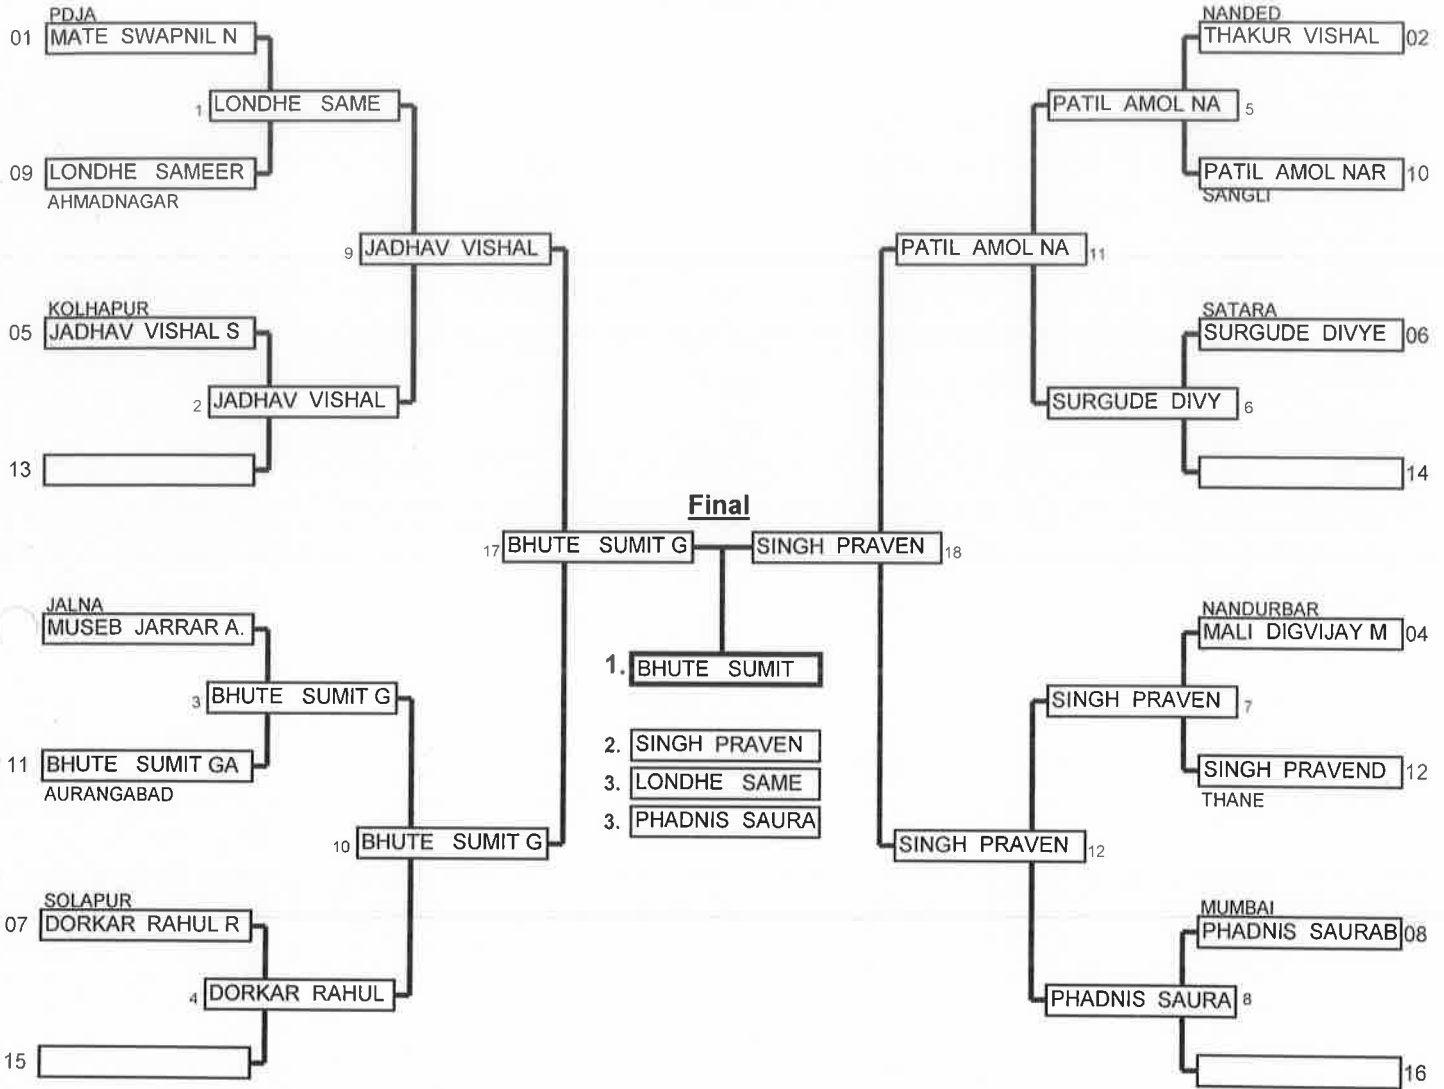 PDJA
01 MATE SWAPNIL N
1 LONDHE SAME
09 LONDHE SAMEER
AHMADNAGAR
9 JADHAV VISHAL
KOLHAPUR
05 JADHAV VISHAL S
2 JADHAV VISHAL
13
17 BHUTE SUMIT G
JALNA
MUSEB JARRAR A.
3 BHUTE SUMIT G
11 BHUTE SUMIT GA
AURANGABAD
10 BHUTE SUMIT G
SOLAPUR
07 DORKAR RAHUL R
4 DORKAR RAHUL
15
Final
1. BHUTE SUMIT
2. SINGH PRAVEN
3. LONDHE SAME
3. PHADNIS SAURA
NANDED
THAKUR VISHAL 02
PATIL AMOL NA 5
PATIL AMOL NAR 10
SANGLI
PATIL AMOL NA 11
SATARA
SURGUDE DIVYE 06
SURGUDE DIVY 6
14
SINGH PRAVEN 18
NANDURBAR
MALI DIGVIJAY M 04
SINGH PRAVEN 7
SINGH PRAVEND 12
THANE
SINGH PRAVEN 12
MUMBAI
PHADNIS SAURAB 08
PHADNIS SAURA 8
16